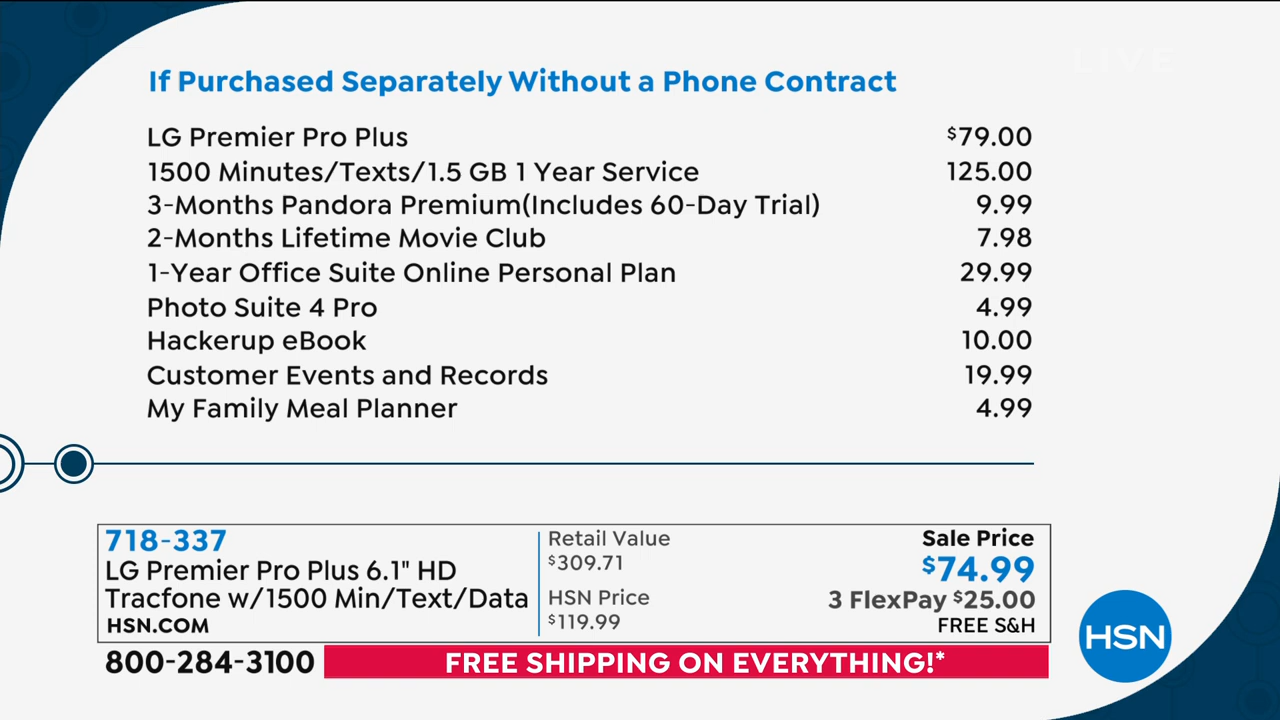 LIVE
If Purchased Separately Without a Phone Contract
LG Premier Pro Plus $79.00
1500 Minutes/Texts/1.5 GB 1 Year Service 125.00
3-Months Pandora Premium(Includes 60-Day Trial) 9.99
2-Months Lifetime Movie Club 7.98
1-Year Office Suite Online Personal Plan 29.99
Photo Suite 4 Pro 4.99
Hackerup eBook 10.00
Customer Events and Records 19.99
My Family Meal Planner 4.99
718-337
LG Premier Pro Plus 6.1" HD
Tracfone w/1500 Min/Text/Data
HSN.COM
Retail Value
$309.71
HSN Price
$119.99
Sale Price
$74.99
3 FlexPay $25.00
FREE S&H
HSN
800-284-3100
FREE SHIPPING ON EVERYTHING!*